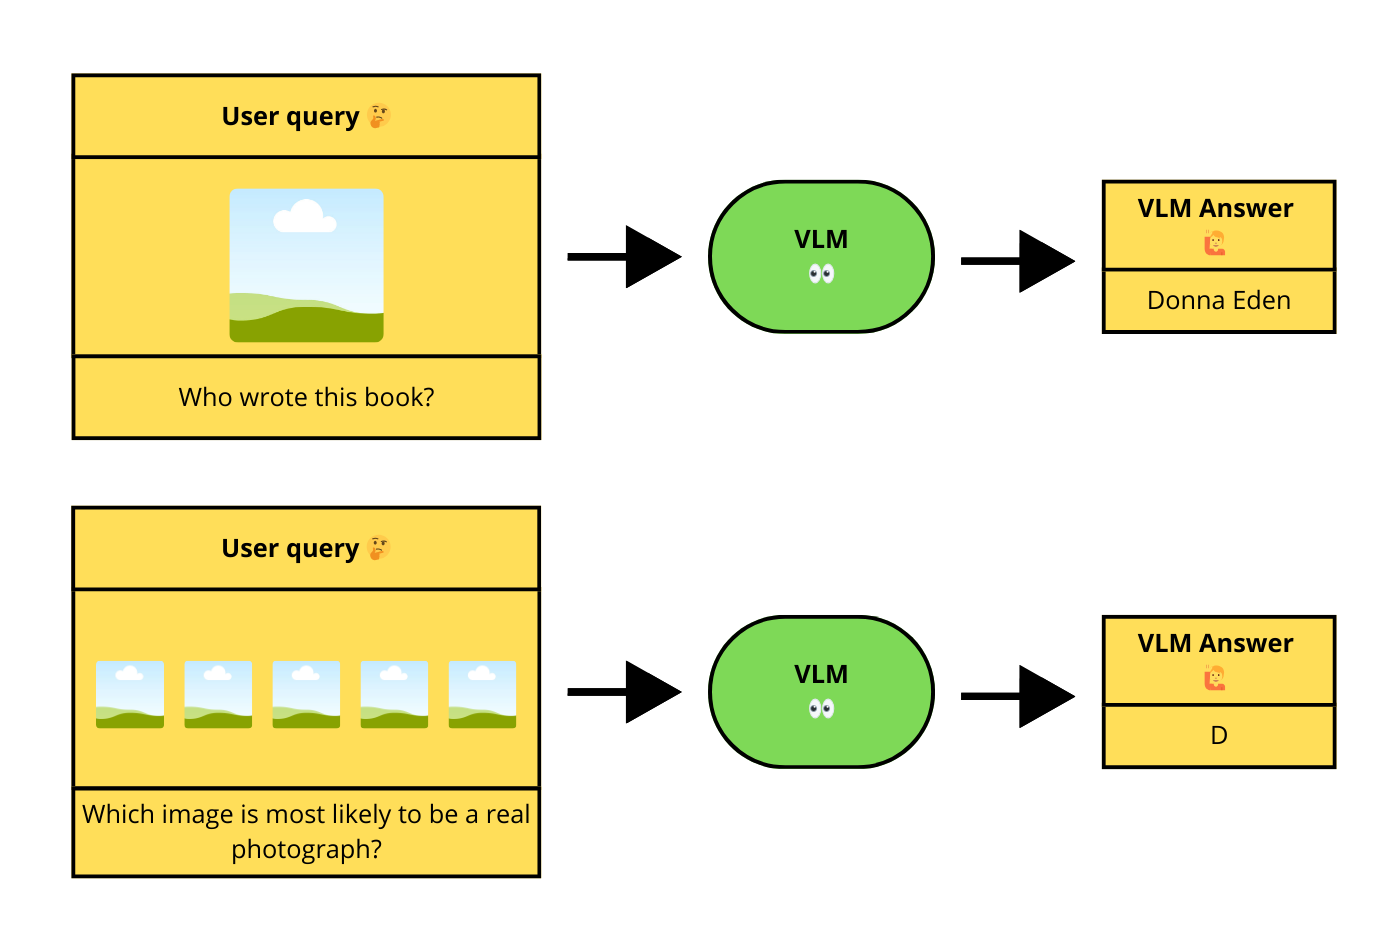 User query 🤔
Who wrote this book?
VLM
👀
VLM Answer
🙋
Donna Eden
User query 🤔
Which image is most likely to be a real
photograph?
VLM
👀
VLM Answer
🙋
D